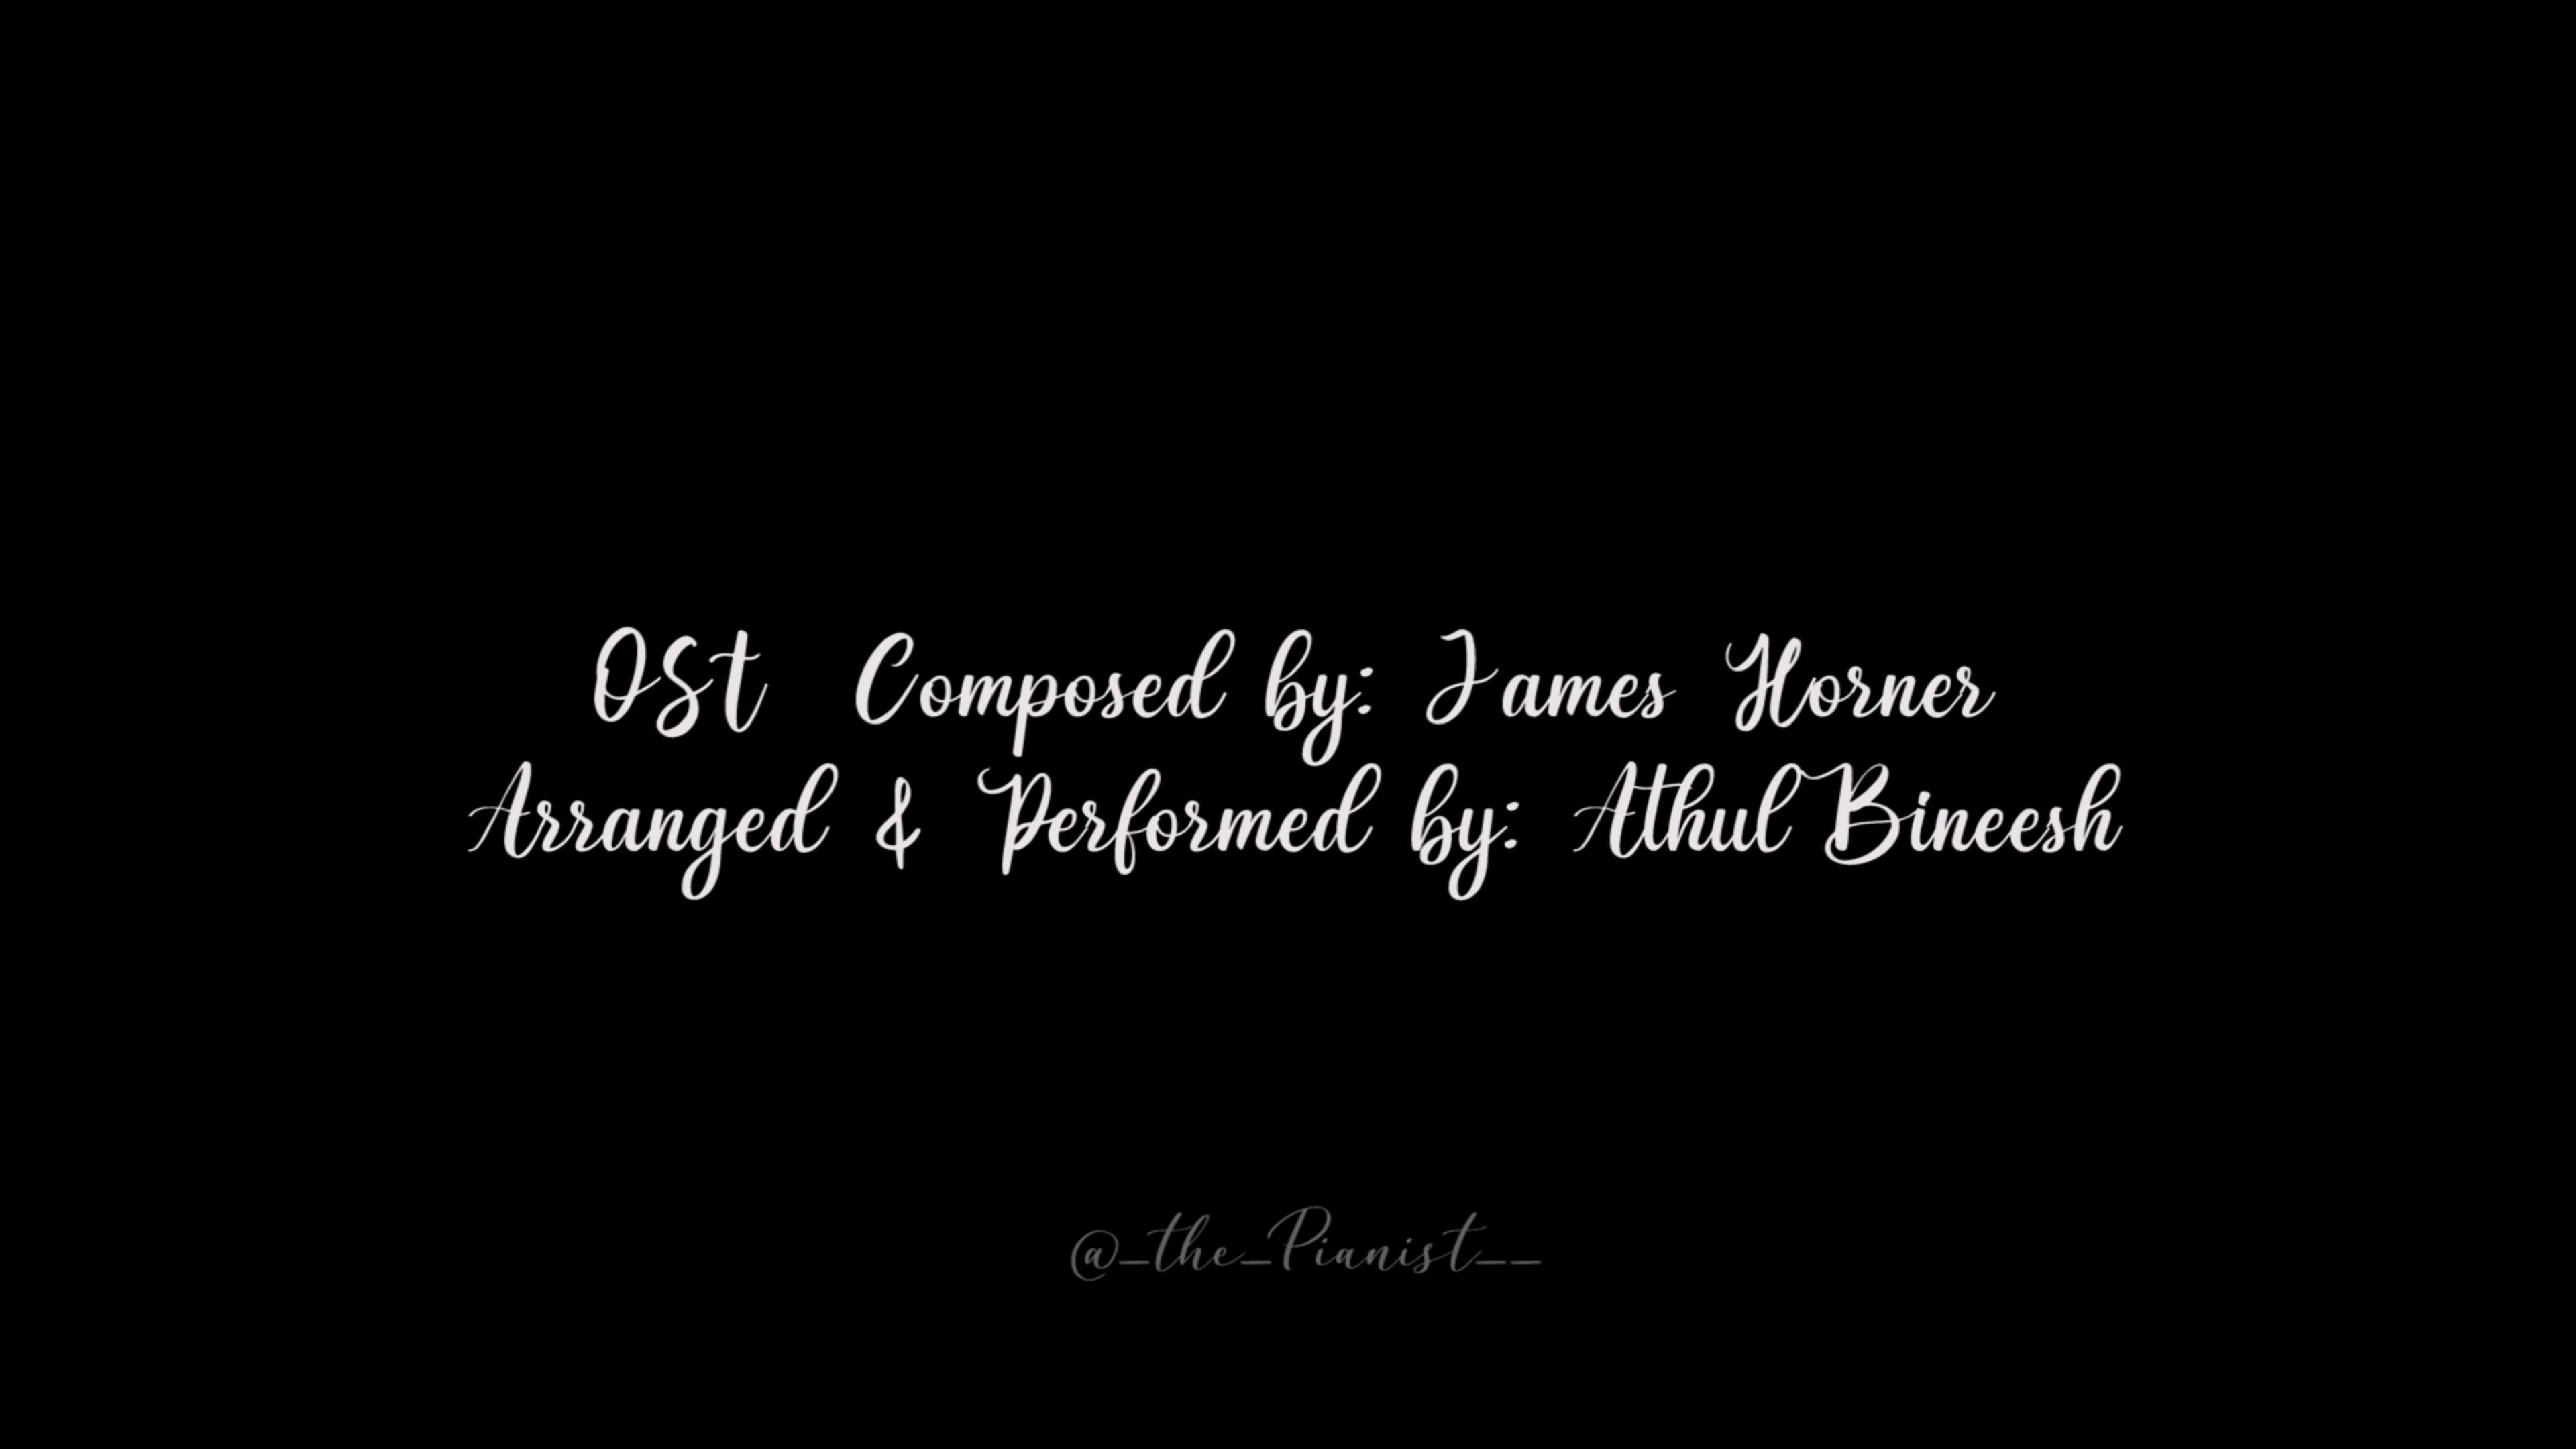 OST Composed by: James Horner
Arranged & Performed by: Athul Bineesh
@_the_Pianist__